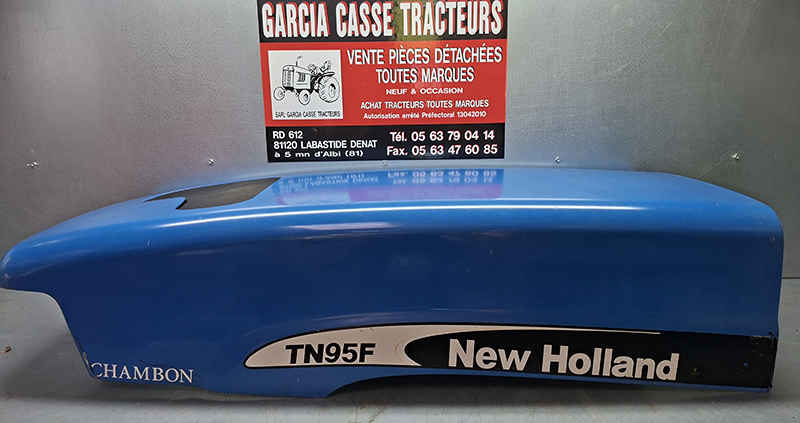 GARCIA CASSE TRACTEURS
VENTE PIÈCES DÉTACHÉES
TOUTES MARQUES
NEUF & OCCASION
ACHAT TRACTEURS TOUTES MARQUES
Autorisation arrêté Préfectoral 13042010
SARL GARCIA CASSE TRACTEURS
RD 612
81120 LABASTIDE DENAT
à 5 mn d'Albi (81)
Tél. 05 63 79 04 14
Fax. 05 63 47 60 85
TN95F
New Holland
CHAMBON